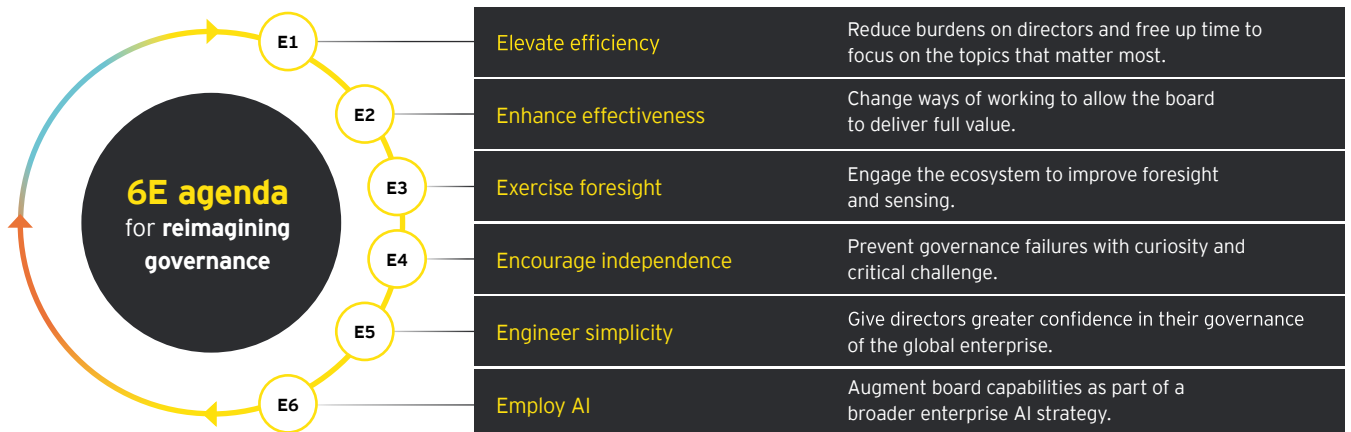 6E agenda
for reimagining
governance
E1
Elevate efficiency
Reduce burdens on directors and free up time to
focus on the topics that matter most.
E2
Enhance effectiveness
Change ways of working to allow the board
to deliver full value.
E3
Exercise foresight
Engage the ecosystem to improve foresight
and sensing.
E4
Encourage independence
Prevent governance failures with curiosity and
critical challenge.
E5
Engineer simplicity
Give directors greater confidence in their governance
of the global enterprise.
E6
Employ AI
Augment board capabilities as part of a
broader enterprise AI strategy.